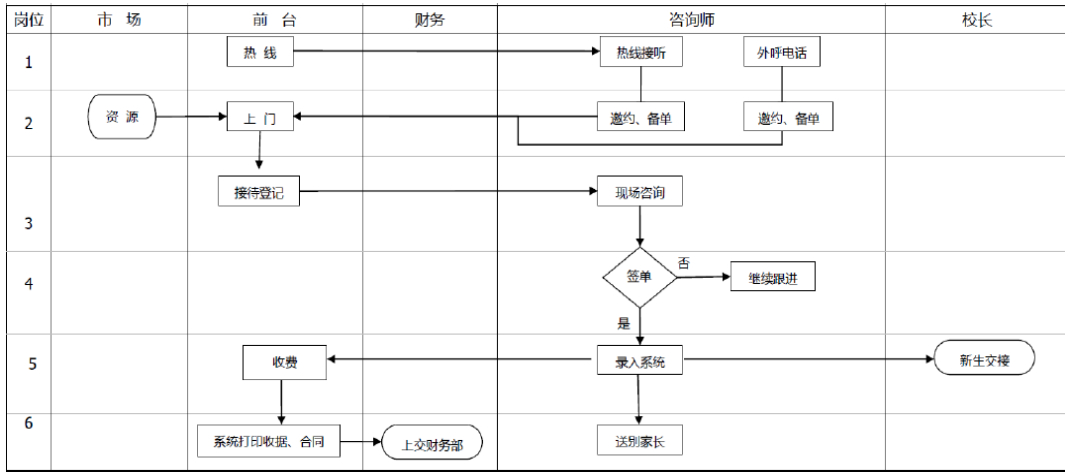 岗位 市 场 前 台 财务 咨询师 校长
1 热 线 热线接听 外呼电话
2 资 源 上 门 邀约、备单 邀约、备单
接待登记 现场咨询
3
4 签单 否 继续跟进
是
5 收费 录入系统 新生交接
6
系统打印收据、合同 上交财务部 送别家长